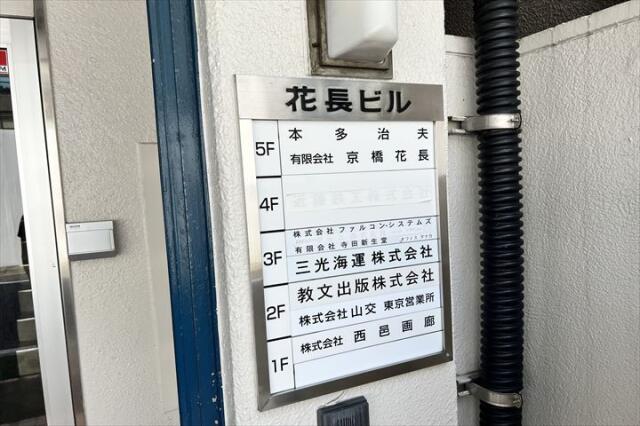 花長ビル
5F
本多治夫
有限会社 京橋花長
4F
3F
株式会社 ファルコン・システムズ
有限会社 寺田新生堂
三光海運株式会社
2F
教文出版株式会社
株式会社 山交 東京営業所
1F
株式会社 西邑画廊